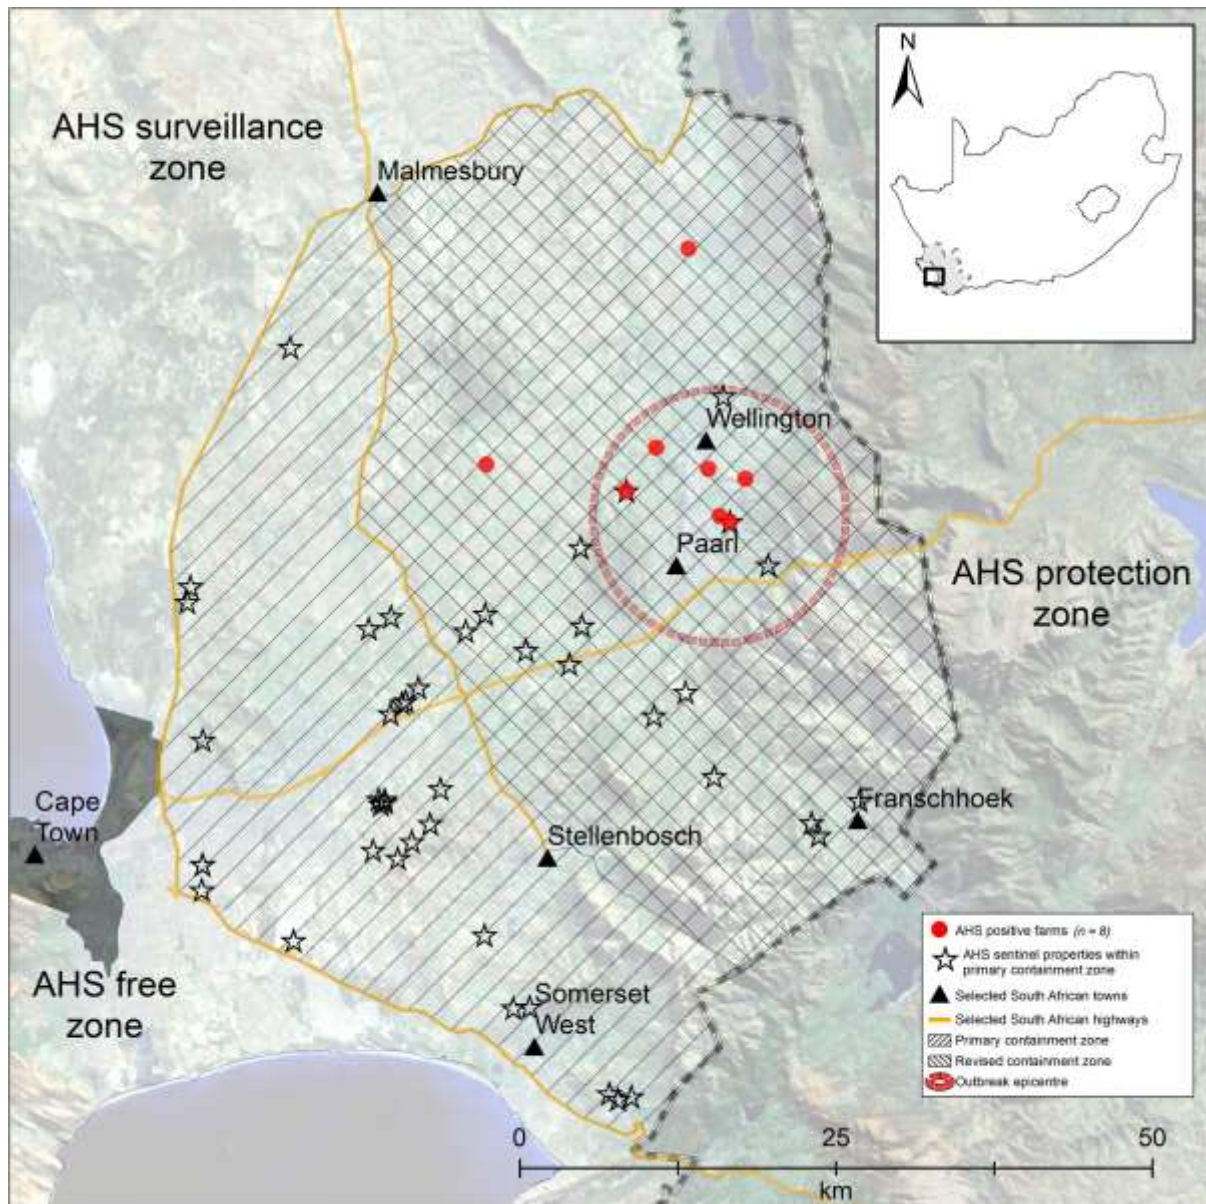 N
AHS surveillance
zone
Malmesbury
Wellington
Paarl
AHS protection
zone
Cape
Town
Franschhoek
Stellenbosch
AHS free
zone
Somerset
West
AHS positive farms (n = 8)
AHS sentinel properties within
primary containment zone
Selected South African towns
Selected South African highways
Primary containment zone
Revised containment zone
Outbreak epicentre
0 25 50
km